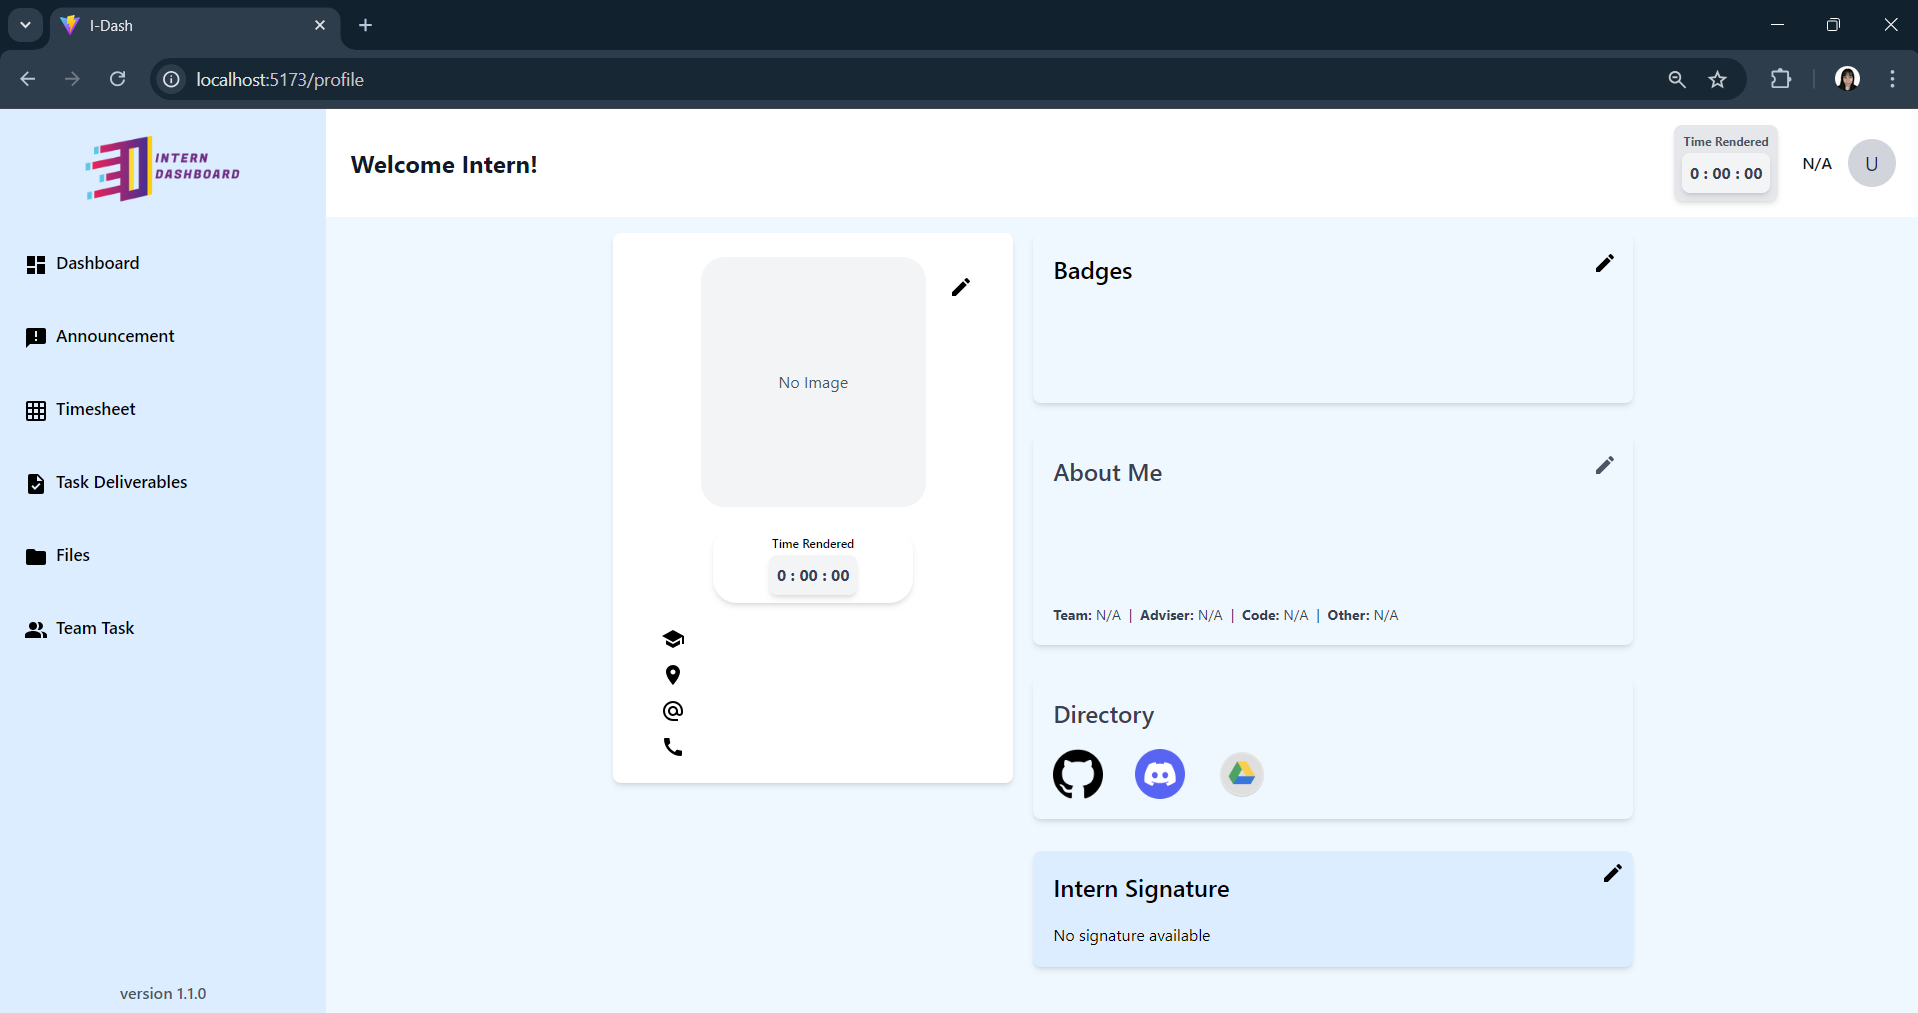 I-Dash
localhost:5173/profile
INTERN
DASHBOARD
Dashboard
Announcement
Timesheet
Task Deliverables
Files
Team Task
version 1.1.0
Welcome Intern!
Time Rendered
0 : 00 : 00
N/A
U
No Image
Time Rendered
0 : 00 : 00
Badges
About Me
Team: N/A | Adviser: N/A | Code: N/A | Other: N/A
Directory
Intern Signature
No signature available